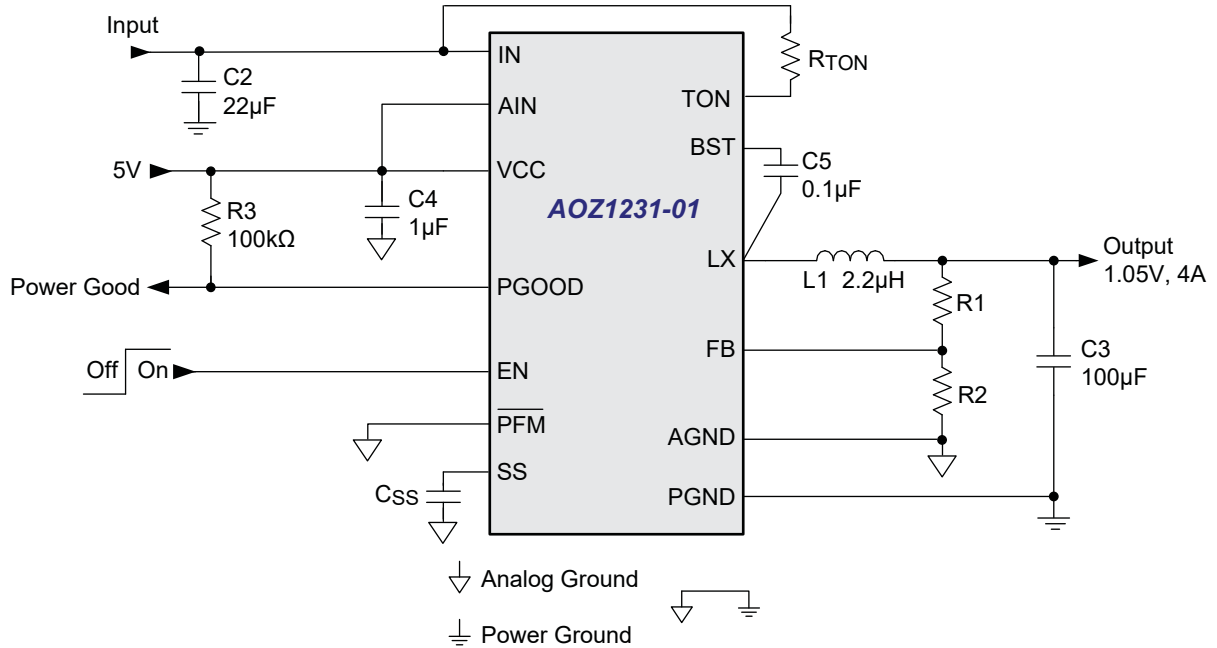 Input
C2
22µF
5V
R3
100kΩ
C4
1µF
Power Good
Off On
CSS
IN
AIN
VCC
PGOOD
EN
PFM
SS
AOZ1231-01
TON
BST
LX
FB
AGND
PGND
RTON
C5
0.1µF
L1 2.2µH
R1
R2
C3
100µF
Output
1.05V, 4A
Analog Ground
Power Ground